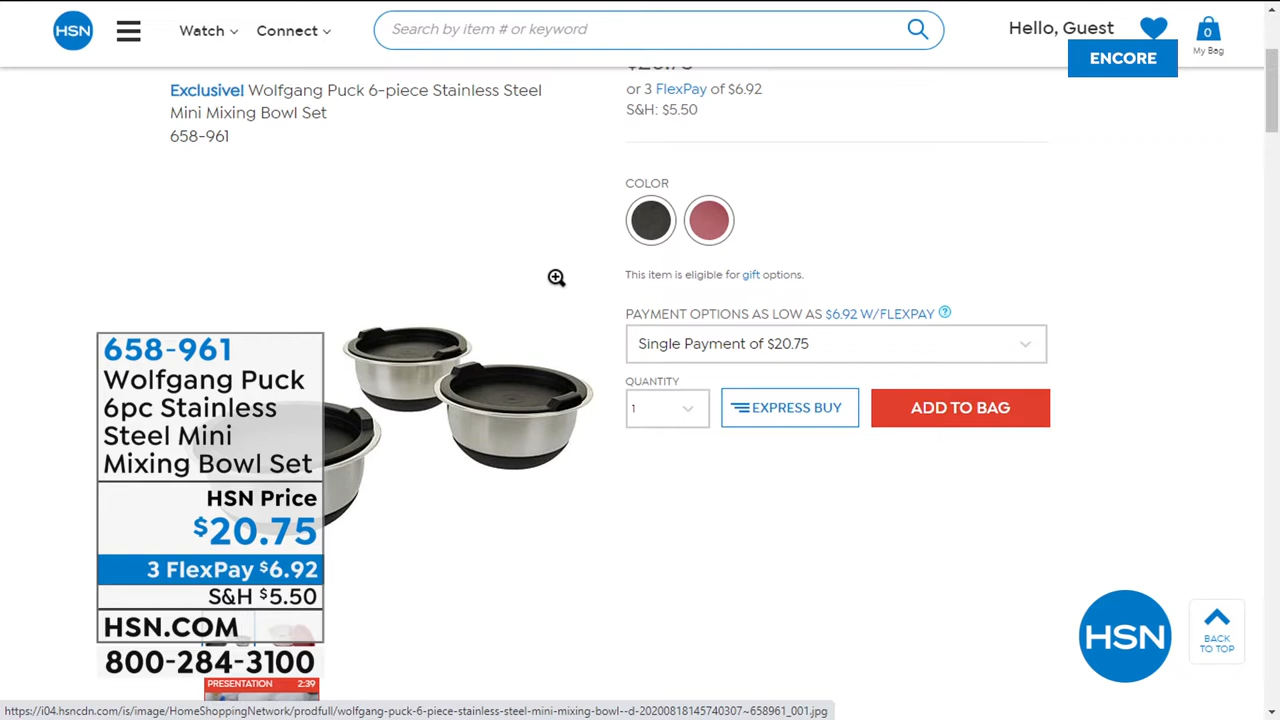 HSN
Watch
Connect
Search by item # or keyword
Hello, Guest
0
My Bag
ENCORE
$20.75
or 3 FlexPay of $6.92
S&H: $5.50
Exclusive! Wolfgang Puck 6-piece Stainless Steel
Mini Mixing Bowl Set
658-961
COLOR
This item is eligible for gift options.
PAYMENT OPTIONS AS LOW AS $6.92 W/FLEXPAY ?
Single Payment of $20.75
QUANTITY
1
EXPRESS BUY
ADD TO BAG
658-961
Wolfgang Puck
6pc Stainless
Steel Mini
Mixing Bowl Set
HSN Price
$20.75
3 FlexPay $6.92
S&H $5.50
HSN.COM
800-284-3100
PRESENTATION 2:39
HSN
BACK
TO TOP
https://i04.hsncdn.com/is/image/HomeShoppingNetwork/prodfull/wolfgang-puck-6-piece-stainless-steel-mini-mixing-bowl--d-20200818145740307~658961_001.jpg